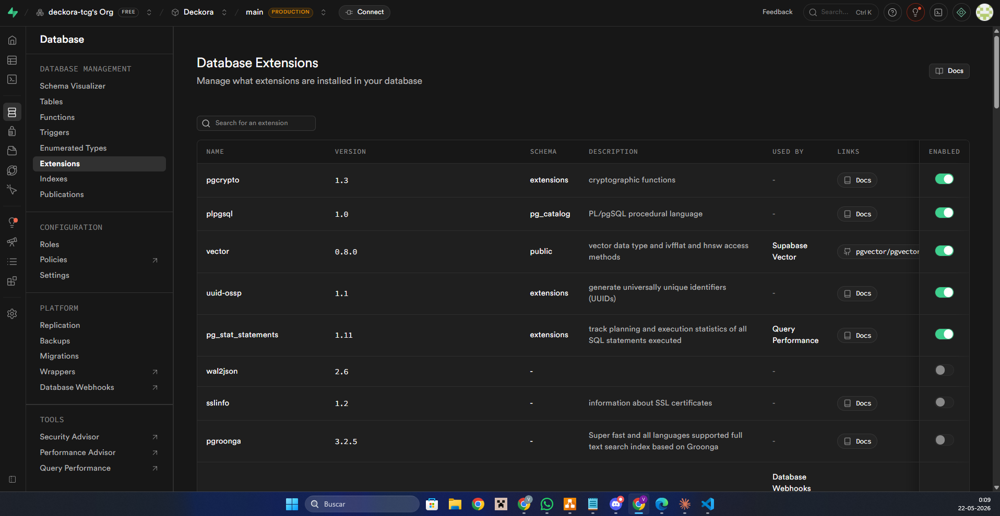 deckora-tcg's Org FREE Deckora main PRODUCTION Connect Feedback Search... Ctrl K
Database
DATABASE MANAGEMENT
Schema Visualizer
Tables
Functions
Triggers
Enumerated Types
Extensions
Indexes
Publications
CONFIGURATION
Roles
Policies
Settings
PLATFORM
Replication
Backups
Migrations
Wrappers
Database Webhooks
TOOLS
Security Advisor
Performance Advisor
Query Performance
Database Extensions
Manage what extensions are installed in your database
Docs
Search for an extension
NAME VERSION SCHEMA DESCRIPTION USED BY LINKS ENABLED
pgcrypto 1.3 extensions cryptographic functions - Docs
plpgsql 1.0 pg_catalog PL/pgSQL procedural language - Docs
vector 0.8.0 public vector data type and ivfflat and hnsw access methods Supabase Vector pgvector/pgvector
uuid-ossp 1.1 extensions generate universally unique identifiers (UUIDs) - Docs
pg_stat_statements 1.11 extensions track planning and execution statistics of all SQL statements executed Query Performance Docs
wal2json 2.6 - -
sslinfo 1.2 - information about SSL certificates - Docs
pgroonga 3.2.5 - Super fast and all languages supported full text search index based on Groonga - Docs
Database
Webhooks
Buscar
V
V
0:09
22-05-2026